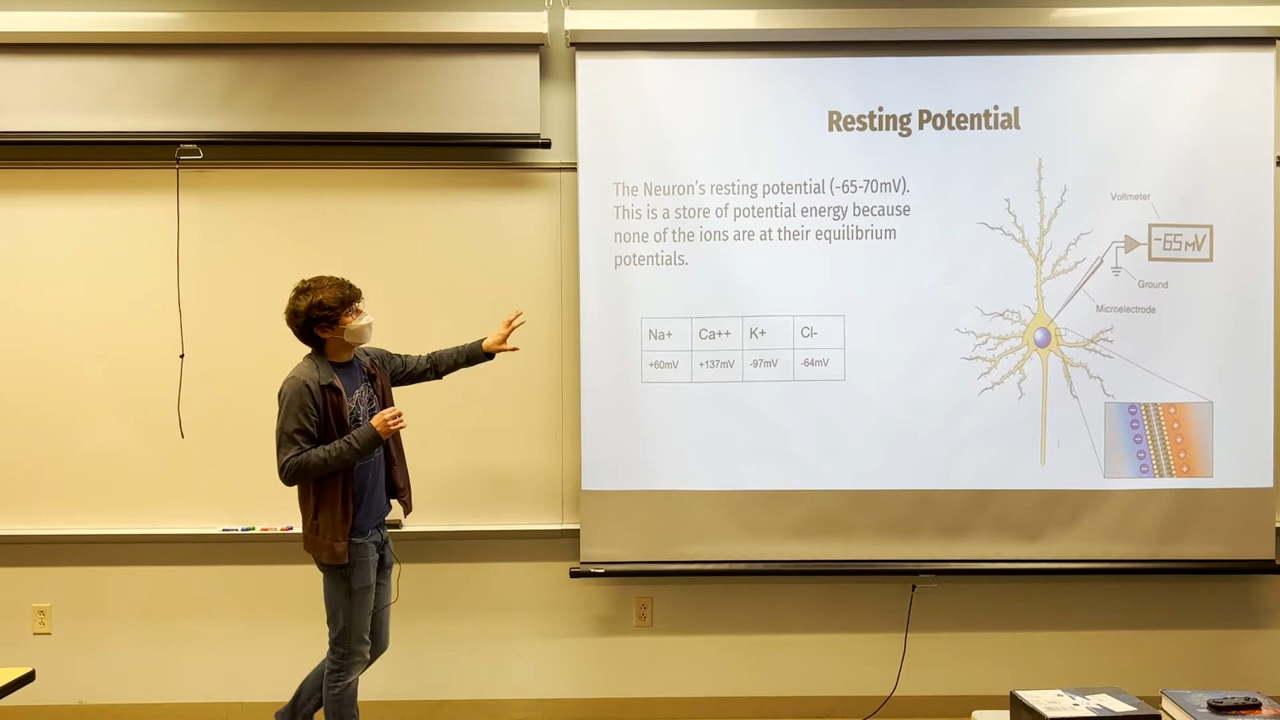 Resting Potential
The Neuron's resting potential (-65-70mV).
This is a store of potential energy because
none of the ions are at their equilibrium
potentials.
Na+ Ca++ K+ Cl-
+60mV +137mV -97mV -64mV
Voltmeter
-65mV
Ground
Microelectrode